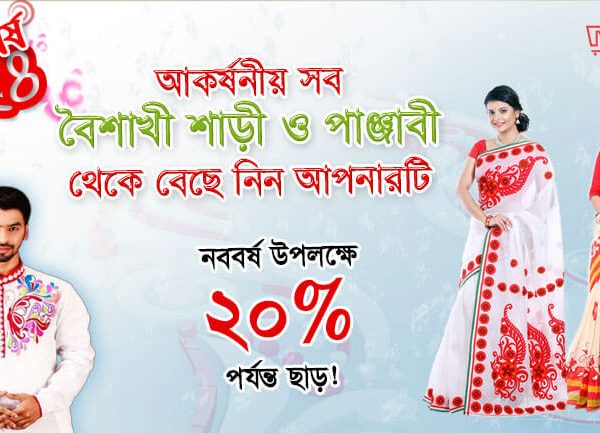 আকর্ষনীয় সব
বৈশাখী শাড়ী ও পাঞ্জাবী
থেকে বেছে নিন আপনারটি
নববর্ষ উপলক্ষে
২০%
পর্যন্ত ছাড়!